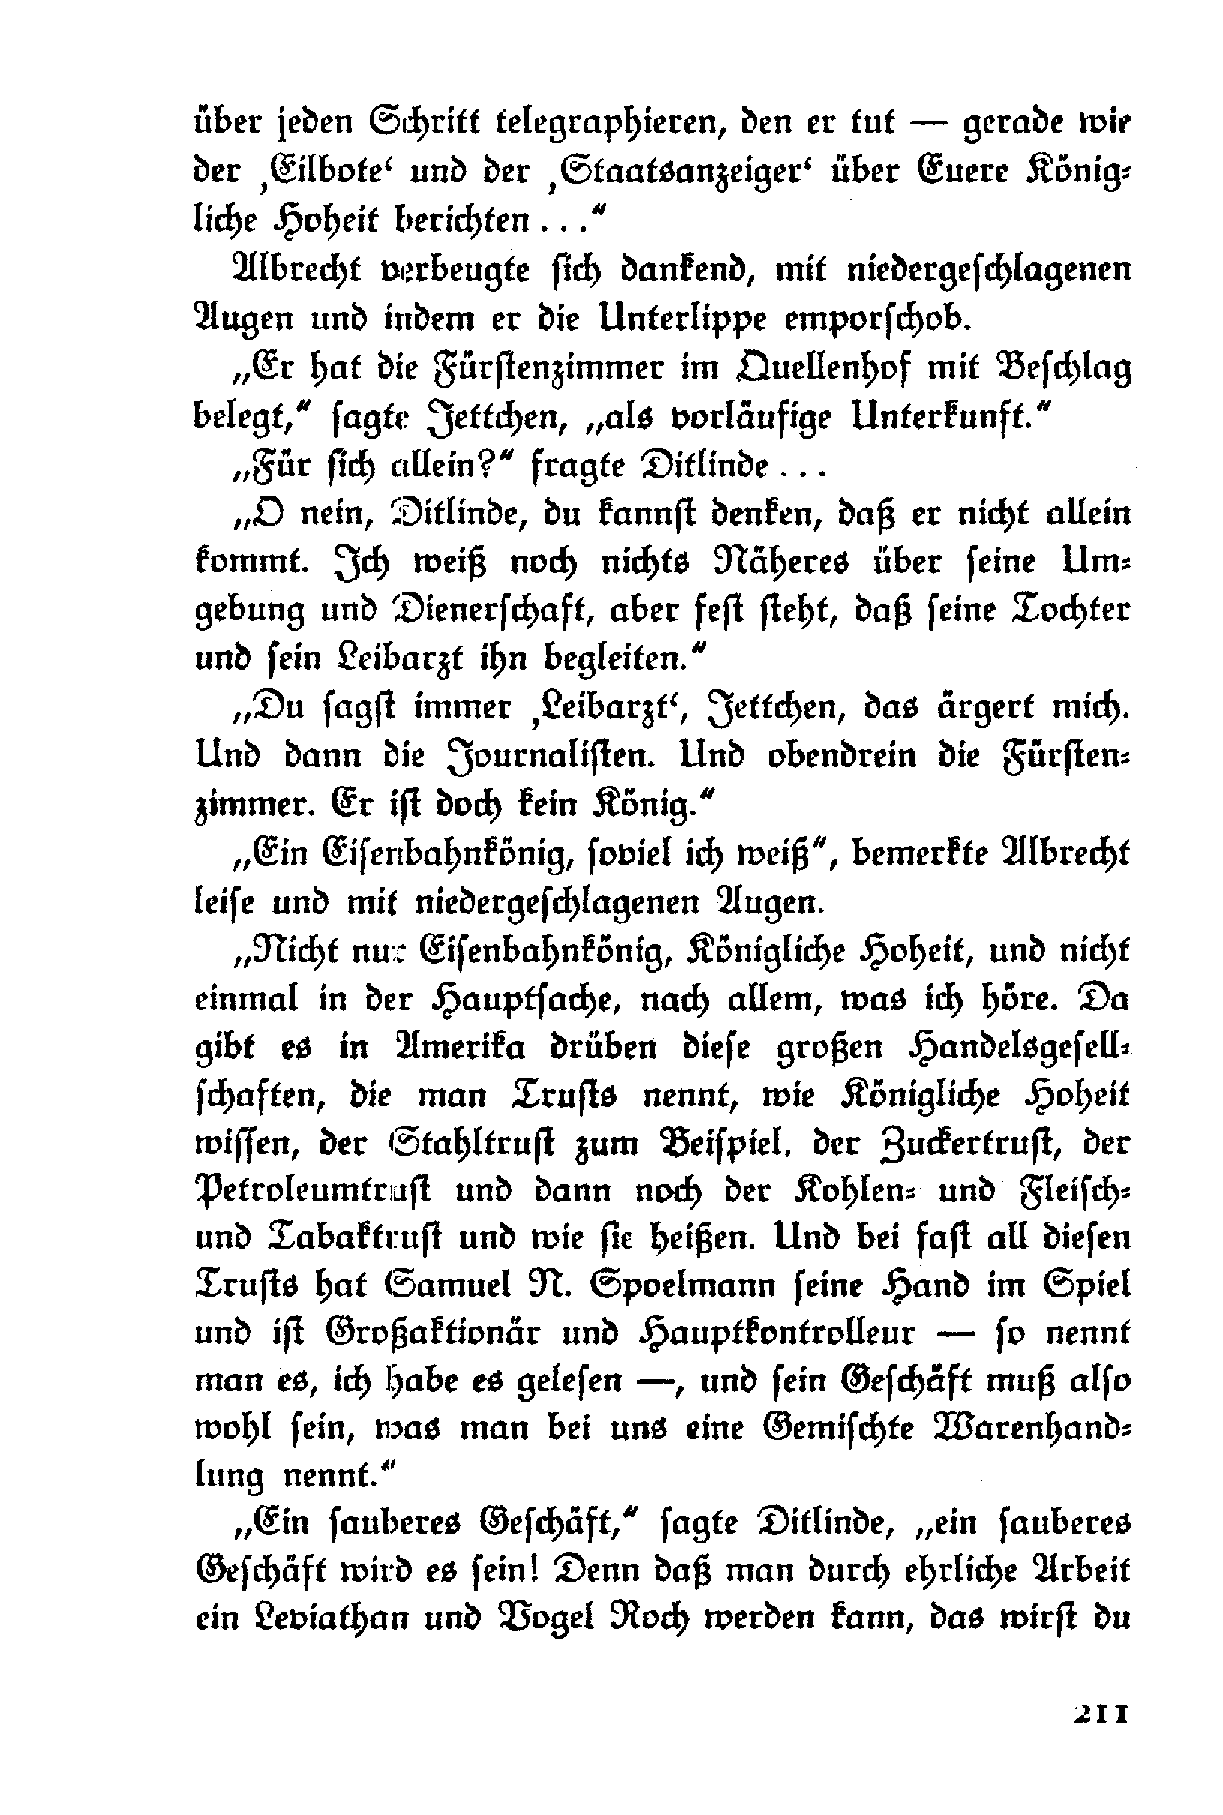 über jeden Schritt telegraphieren, den er tut — gerade wie
der ‚Eilbote‘ und der ‚Staatsanzeiger‘ über Euere König⸗
liche Hoheit berichten . . .“
Albrecht verbeugte sich dankend, mit niedergeschlagenen
Augen und indem er die Unterlippe emporschob.
„Er hat die Fürstenzimmer im Quellenhof mit Beschlag
belegt,“ sagte Jettchen, „als vorläufige Unterkunft.“
„Für sich allein?“ fragte Ditlinde . . .
„O nein, Ditlinde, du kannst denken, daß er nicht allein
kommt. Ich weiß noch nichts Näheres über seine Um⸗
gebung und Dienerschaft, aber fest steht, daß seine Tochter
und sein Leibarzt ihn begleiten.“
„Du sagst immer ‚Leibarzt‘, Jettchen, das ärgert mich.
Und dann die Journalisten. Und obendrein die Fürsten⸗
zimmer. Er ist doch kein König.“
„Ein Eisenbahnkönig, soviel ich weiß“, bemerkte Albrecht
leise und mit niedergeschlagenen Augen.
„Nicht nur Eisenbahnkönig, Königliche Hoheit, und nicht
einmal in der Hauptsache, nach allem, was ich höre. Da
gibt es in Amerika drüben diese großen Handelsgesell⸗
schaften, die man Trusts nennt, wie Königliche Hoheit
wissen, der Stahltrust zum Beispiel, der Zuckertrust, der
Petroleumtrust und dann noch der Kohlen⸗ und Fleisch⸗
und Tabaktrust und wie sie heißen. Und bei fast all diesen
Trusts hat Samuel N. Spoelmann seine Hand im Spiel
und ist Großaktionär und Hauptkontrolleur — so nennt
man es, ich habe es gelesen —, und sein Geschäft muß also
wohl sein, was man bei uns eine Gemischte Warenhand⸗
lung nennt.“
„Ein sauberes Geschäft,“ sagte Ditlinde, „ein sauberes
Geschäft wird es sein! Denn daß man durch ehrliche Arbeit
ein Leviathan und Vogel Roch werden kann, das wirst du
211